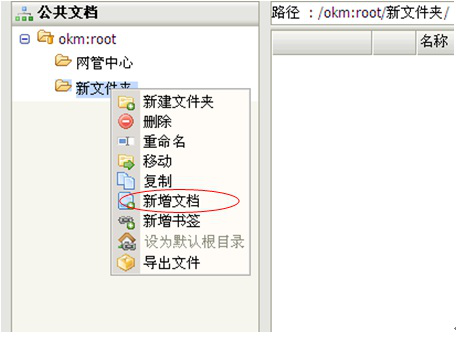 公共文档
路径 ：/okm:root/新文件夹/
okm:root
名称
网管中心
新文件夹
新建文件夹
删除
重命名
移动
复制
新增文档
新增书签
设为默认根目录
导出文件